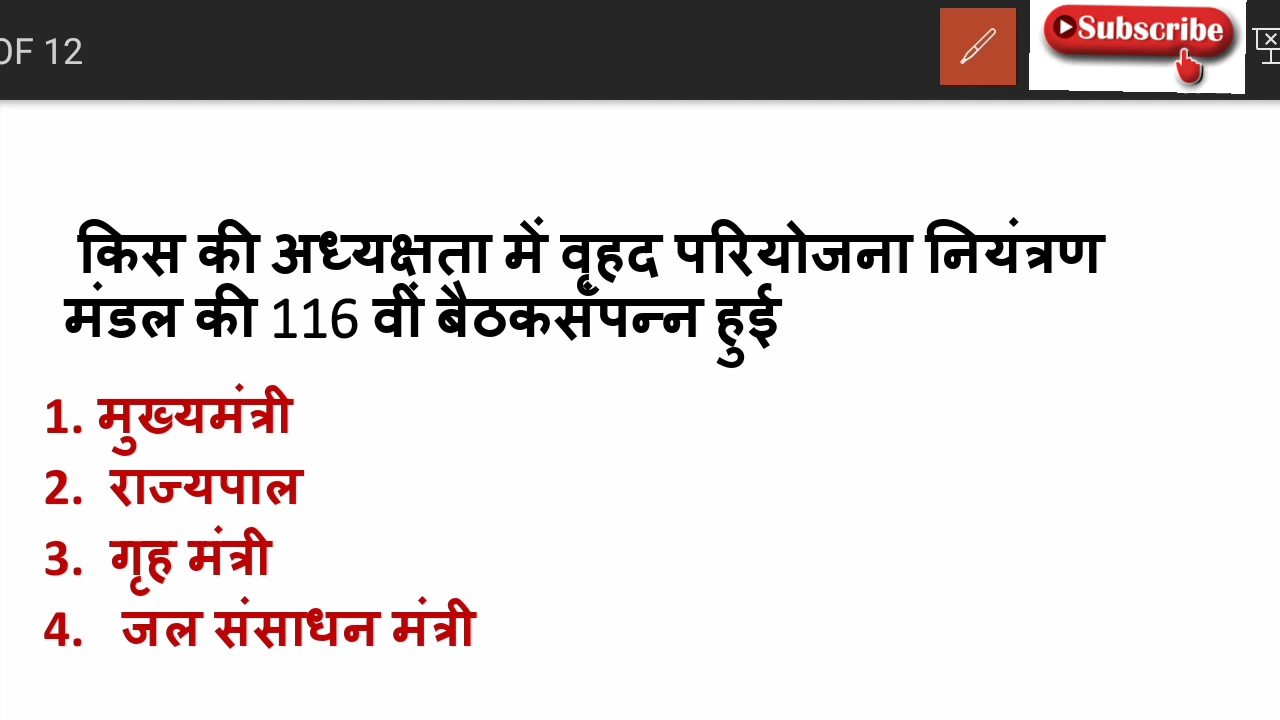 OF 12
Subscribe
किस की अध्यक्षता में वृहद परियोजना नियंत्रण
मंडल की 116 वीं बैठकसंपन्न हुई
1. मुख्यमंत्री
2. राज्यपाल
3. गृह मंत्री
4. जल संसाधन मंत्री